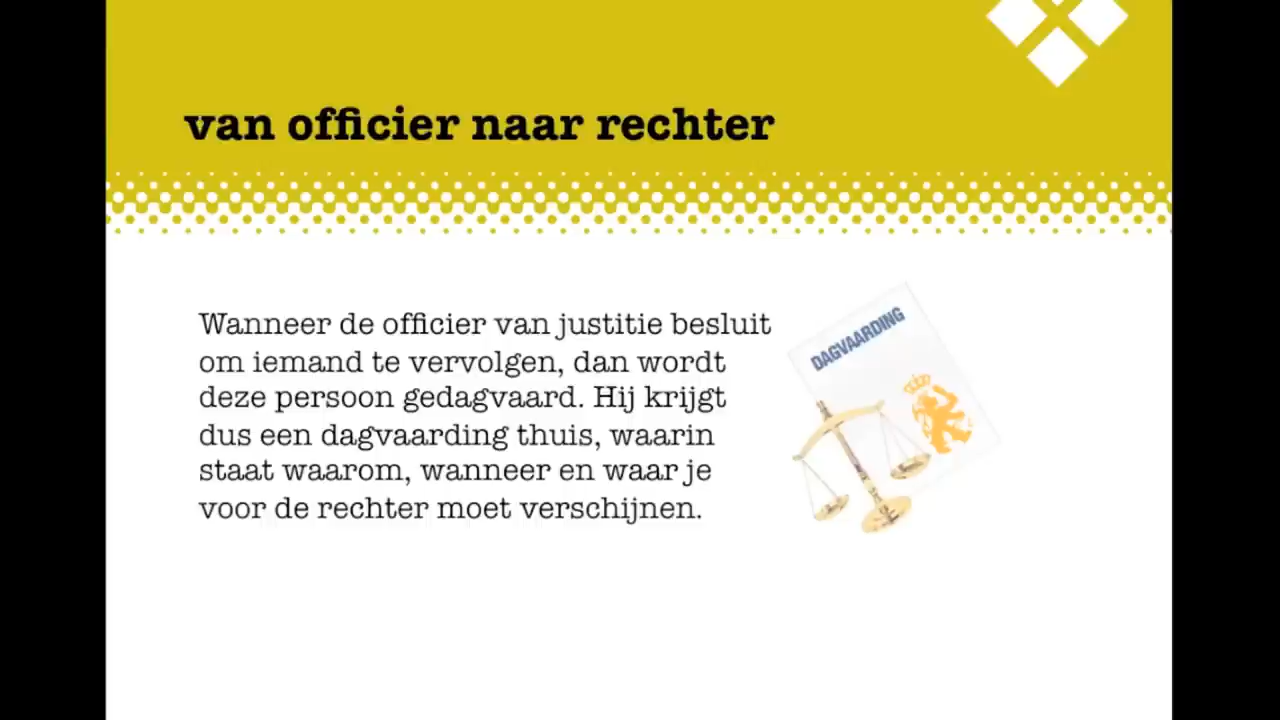 van officier naar rechter
Wanneer de officier van justitie besluit
om iemand te vervolgen, dan wordt
deze persoon gedagvaard. Hij krijgt
dus een dagvaarding thuis, waarin
staat waarom, wanneer en waar je
voor de rechter moet verschijnen.
DAGVAARDING